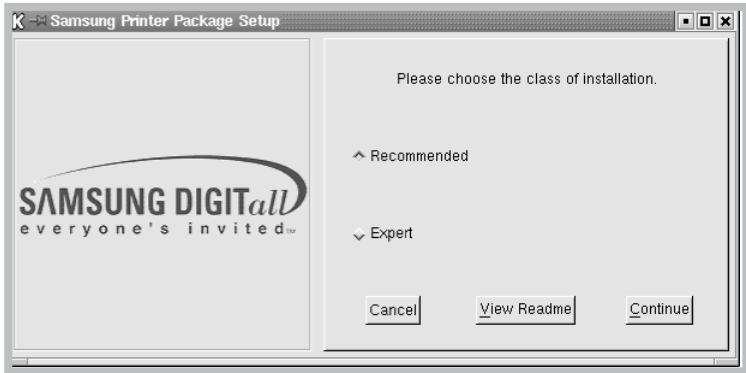 Samsung Printer Package Setup
Please choose the class of installation.
Recommended
SAMSUNG DIGITall
everyone's invited™
Expert
Cancel
View Readme
Continue